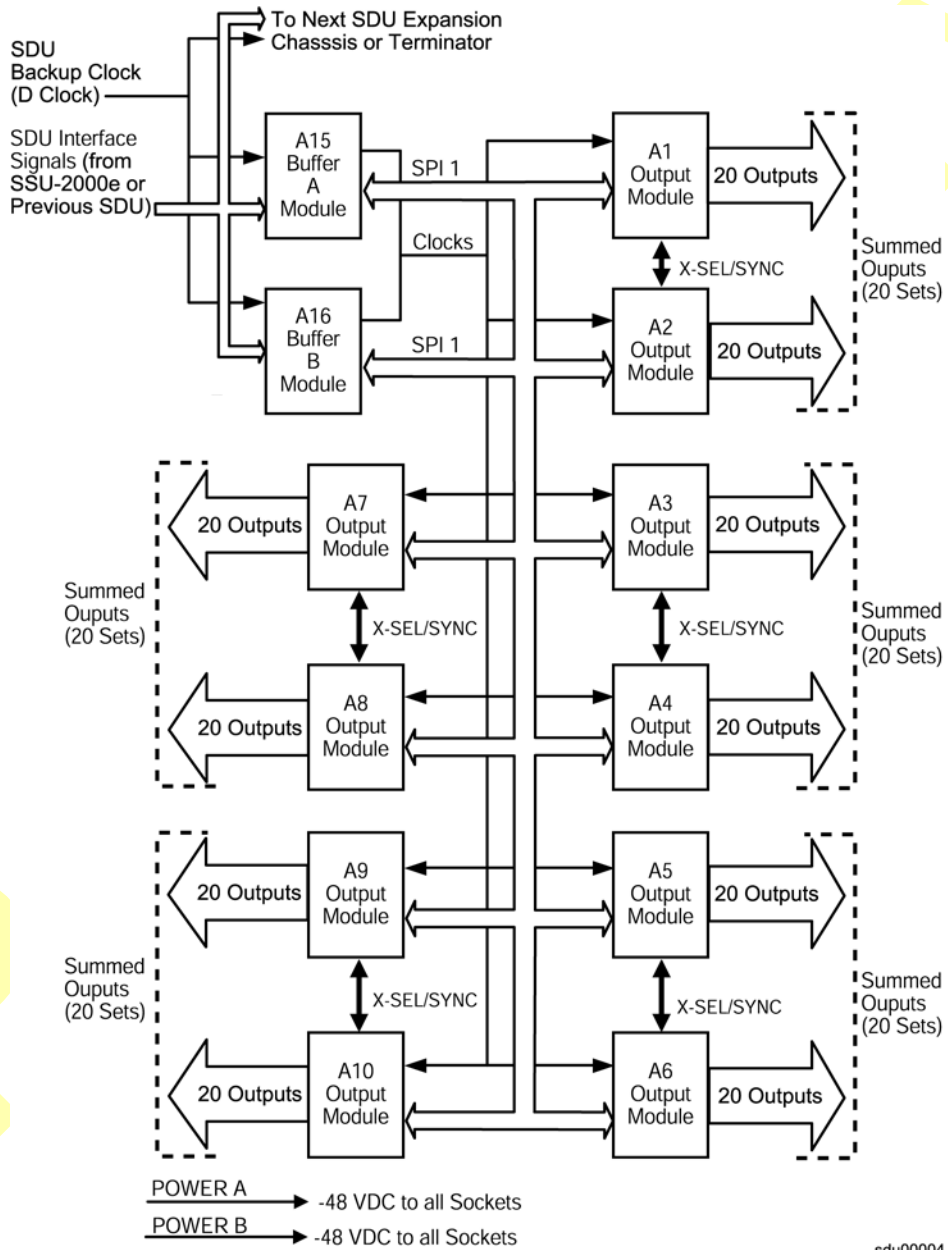 To Next SDU Expansion
Chasssis or Terminator
SDU
Backup Clock
(D Clock)
SDU Interface
Signals (from
SSU-2000e or
Previous SDU)
A15
Buffer
A
Module
SPI 1
Clocks
A16
Buffer
B
Module
SPI 1
A1
Output
Module
20 Outputs
X-SEL/SYNC
A2
Output
Module
20 Outputs
Summed
Ouputs
(20 Sets)
A7
Output
Module
20 Outputs
X-SEL/SYNC
A8
Output
Module
20 Outputs
Summed
Ouputs
(20 Sets)
A3
Output
Module
20 Outputs
X-SEL/SYNC
A4
Output
Module
20 Outputs
Summed
Ouputs
(20 Sets)
A9
Output
Module
20 Outputs
X-SEL/SYNC
A10
Output
Module
20 Outputs
Summed
Ouputs
(20 Sets)
A5
Output
Module
20 Outputs
X-SEL/SYNC
A6
Output
Module
20 Outputs
Summed
Ouputs
(20 Sets)
POWER A
-48 VDC to all Sockets
POWER B
-48 VDC to all Sockets
sdu00004